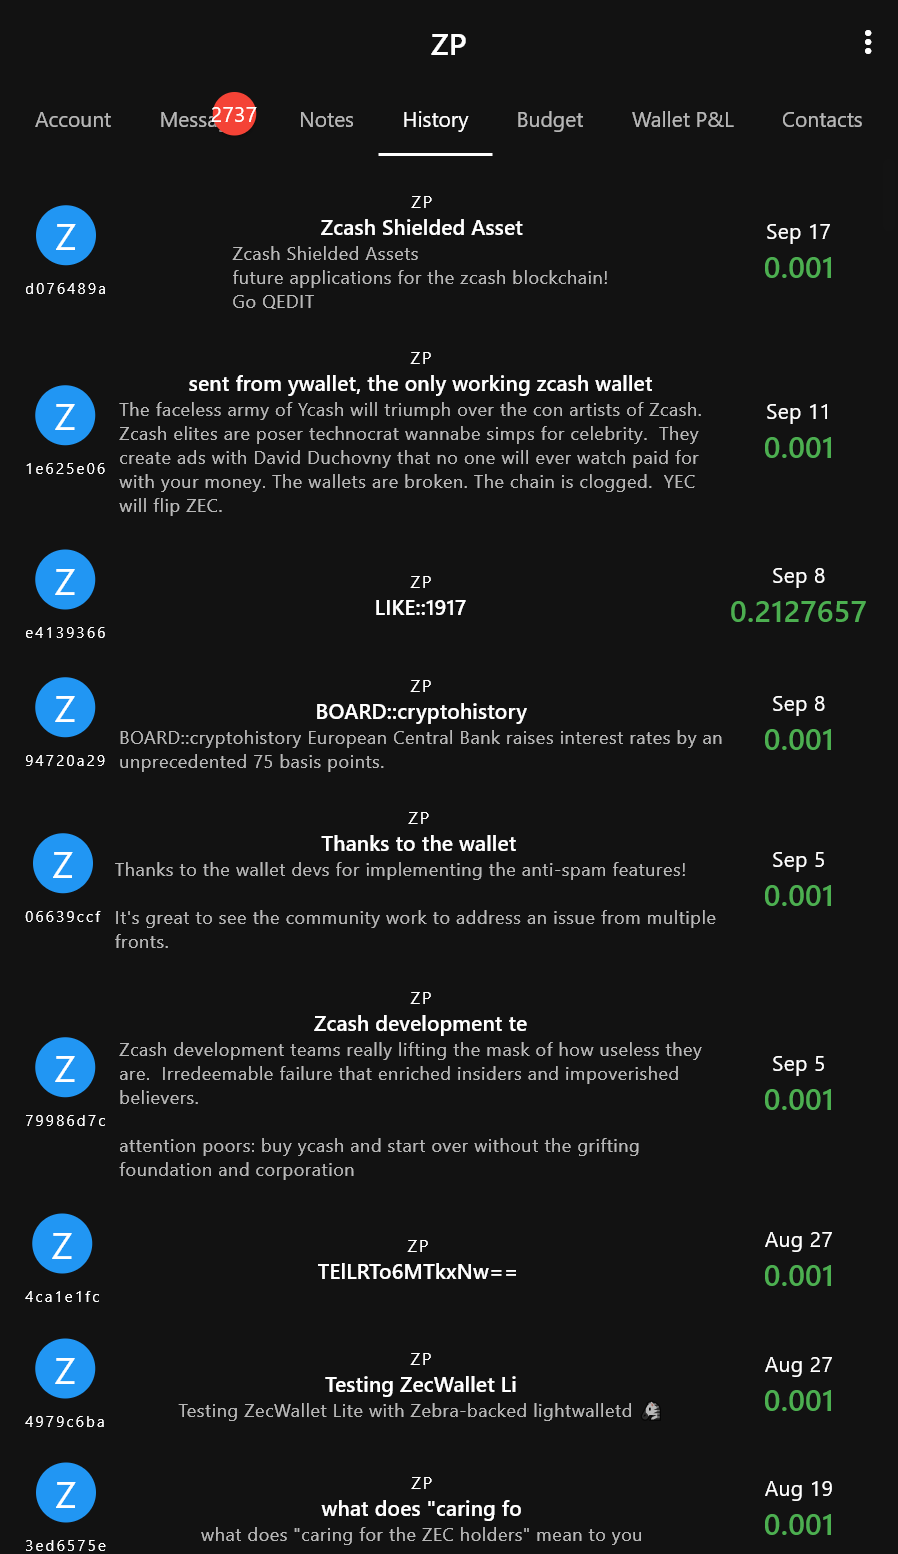 ZP
Account Messa 2737 Notes History Budget Wallet P&L Contacts
ZP
Zcash Shielded Asset
Zcash Shielded Assets
future applications for the zcash blockchain!
Go QEDIT
Z
d076489a
Sep 17
0.001
ZP
sent from ywallet, the only working zcash wallet
The faceless army of Ycash will triumph over the con artists of Zcash.
Zcash elites are poser technocrat wannabe simps for celebrity.  They
create ads with David Duchovny that no one will ever watch paid for
with your money. The wallets are broken. The chain is clogged.  YEC
will flip ZEC.
Z
1e625e06
Sep 11
0.001
ZP
LIKE::1917
Z
e4139366
Sep 8
0.2127657
ZP
BOARD::cryptohistory
BOARD::cryptohistory European Central Bank raises interest rates by an
unprecedented 75 basis points.
Z
94720a29
Sep 8
0.001
ZP
Thanks to the wallet
Thanks to the wallet devs for implementing the anti-spam features!
It's great to see the community work to address an issue from multiple
fronts.
Z
06639ccf
Sep 5
0.001
ZP
Zcash development te
Zcash development teams really lifting the mask of how useless they
are.  Irredeemable failure that enriched insiders and impoverished
believers.
attention poors: buy ycash and start over without the grifting
foundation and corporation
Z
79986d7c
Sep 5
0.001
ZP
TElLRTo6MTkxNw==
Z
4ca1e1fc
Aug 27
0.001
ZP
Testing ZecWallet Li
Testing ZecWallet Lite with Zebra-backed lightwalletd 🦓
Z
4979c6ba
Aug 27
0.001
ZP
what does "caring fo
what does "caring for the ZEC holders" mean to you
Z
3ed6575e
Aug 19
0.001